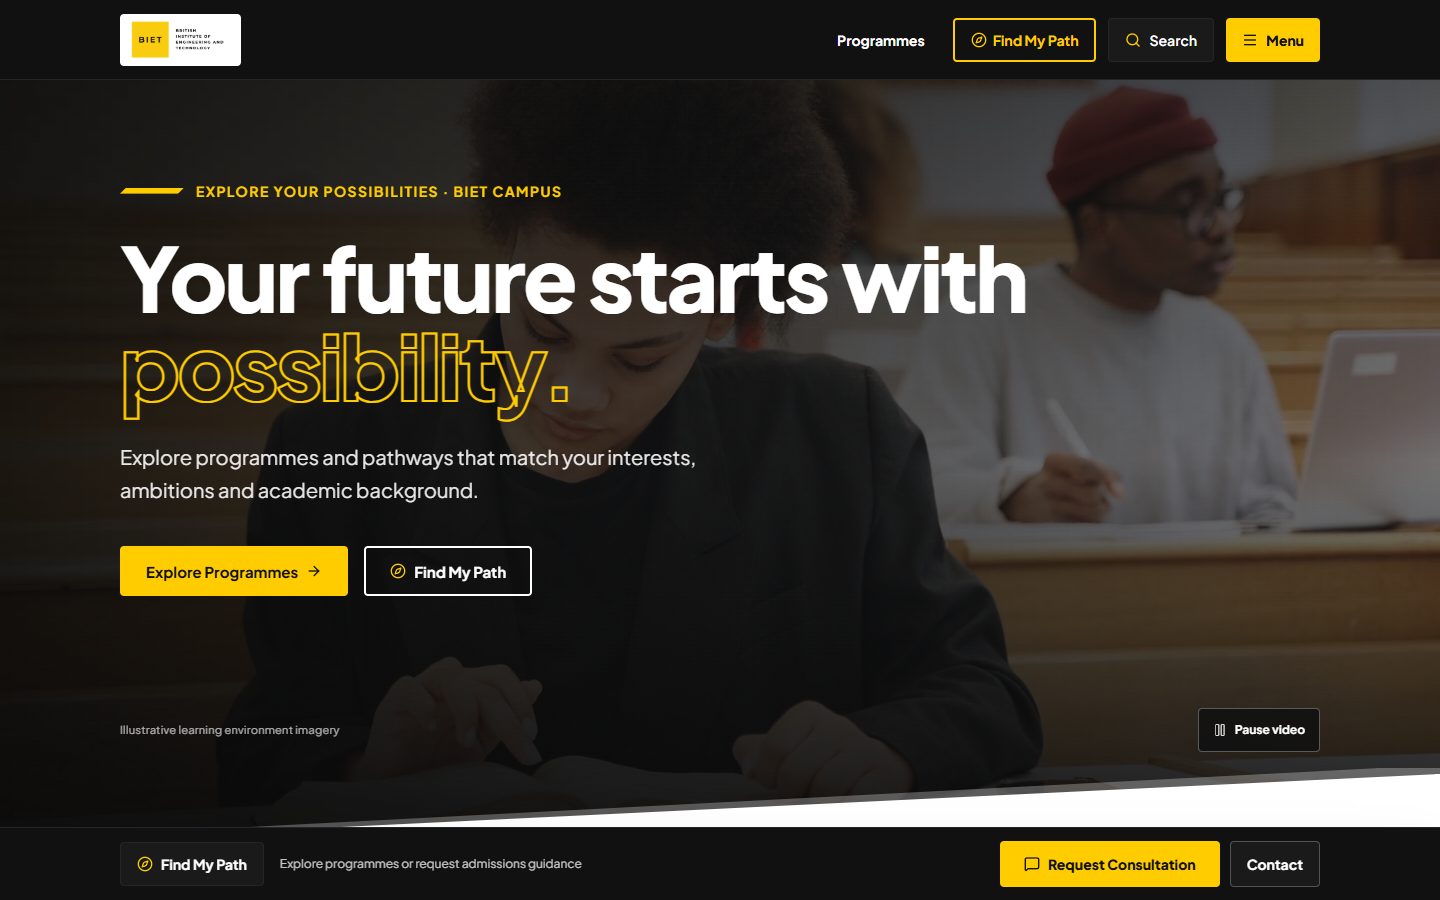 BIET
BRITISH
INSTITUTE OF
ENGINEERING AND
TECHNOLOGY
Programmes
Find My Path
Search
Menu
EXPLORE YOUR POSSIBILITIES · BIET CAMPUS
Your future starts with
possibility.
Explore programmes and pathways that match your interests,
ambitions and academic background.
Explore Programmes
Find My Path
Illustrative learning environment imagery
Pause video
Find My Path
Explore programmes or request admissions guidance
Request Consultation
Contact